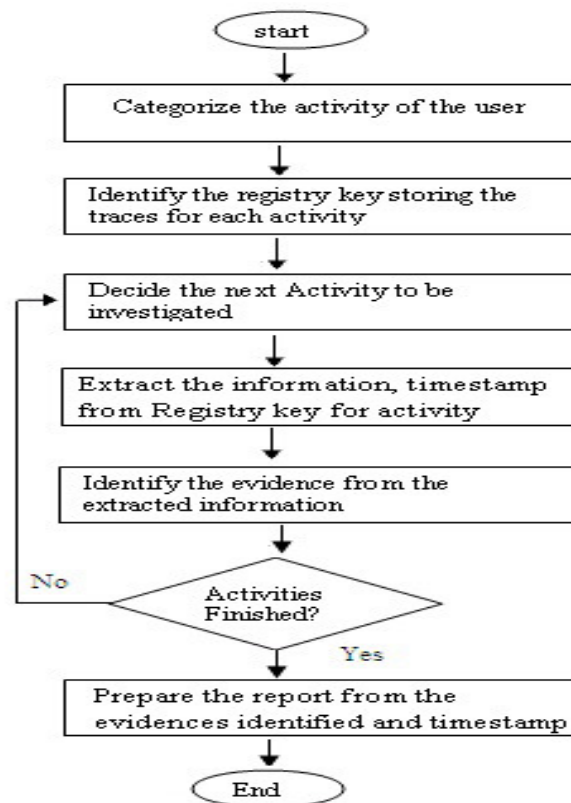 start
Categorize the activity of the user
Identify the registry key storing the
traces for each activity
Decide the next Activity to be
investigated
Extract the information, timestamp
from Registry key for activity
Identify the evidence from the
extracted information
No
Activities
Finished?
Yes
Prepare the report from the
evidences identified and timestamp
End